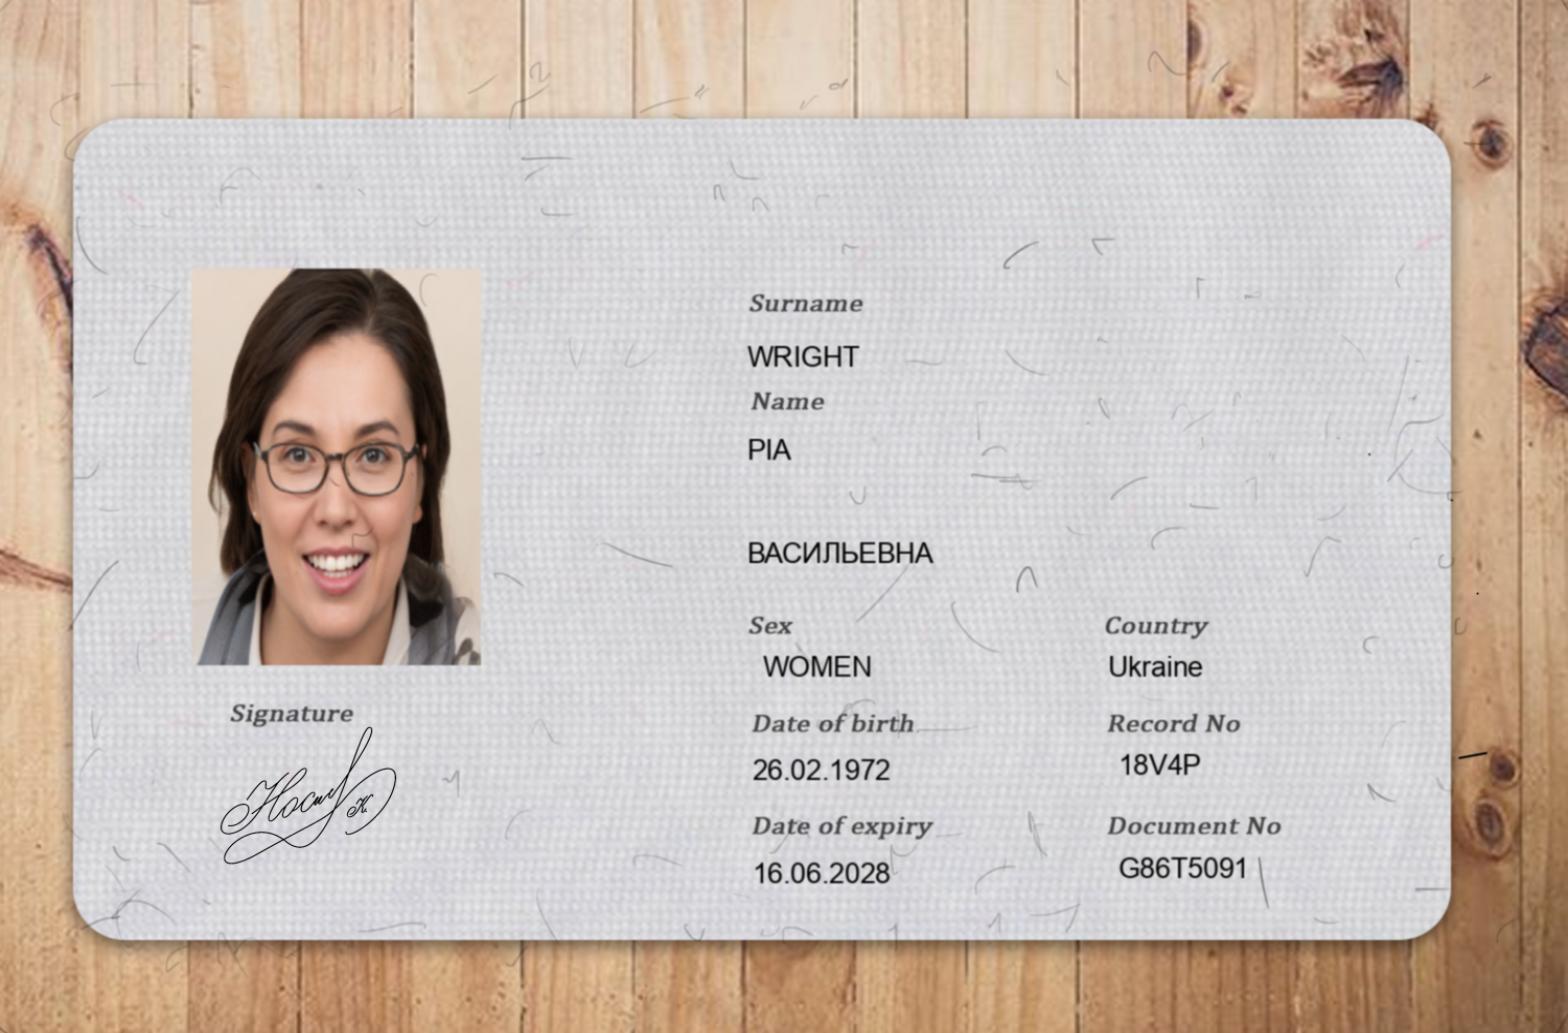 Surname
WRIGHT
Name
PIA
ВАСИЛЬЕВНА
Sex
WOMEN
Country
Ukraine
Date of birth
26.02.1972
Record No
18V4P
Date of expiry
16.06.2028
Document No
G86T5091
Signature